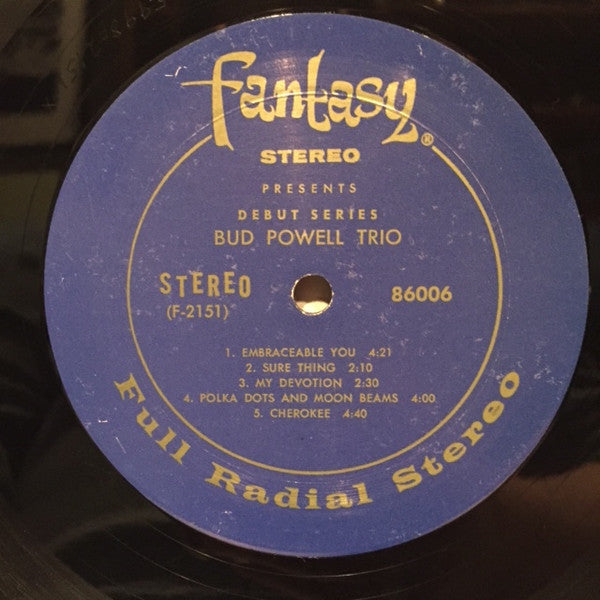 Fantasy®
STEREO
PRESENTS
DEBUT SERIES
BUD POWELL TRIO
STEREO 86006
(F-2151)
1. EMBRACEABLE YOU 4:21
2. SURE THING 2:10
3. MY DEVOTION 2:30
4. POLKA DOTS AND MOON BEAMS 4:00
5. CHEROKEE 4:40
Full Radial Stereo